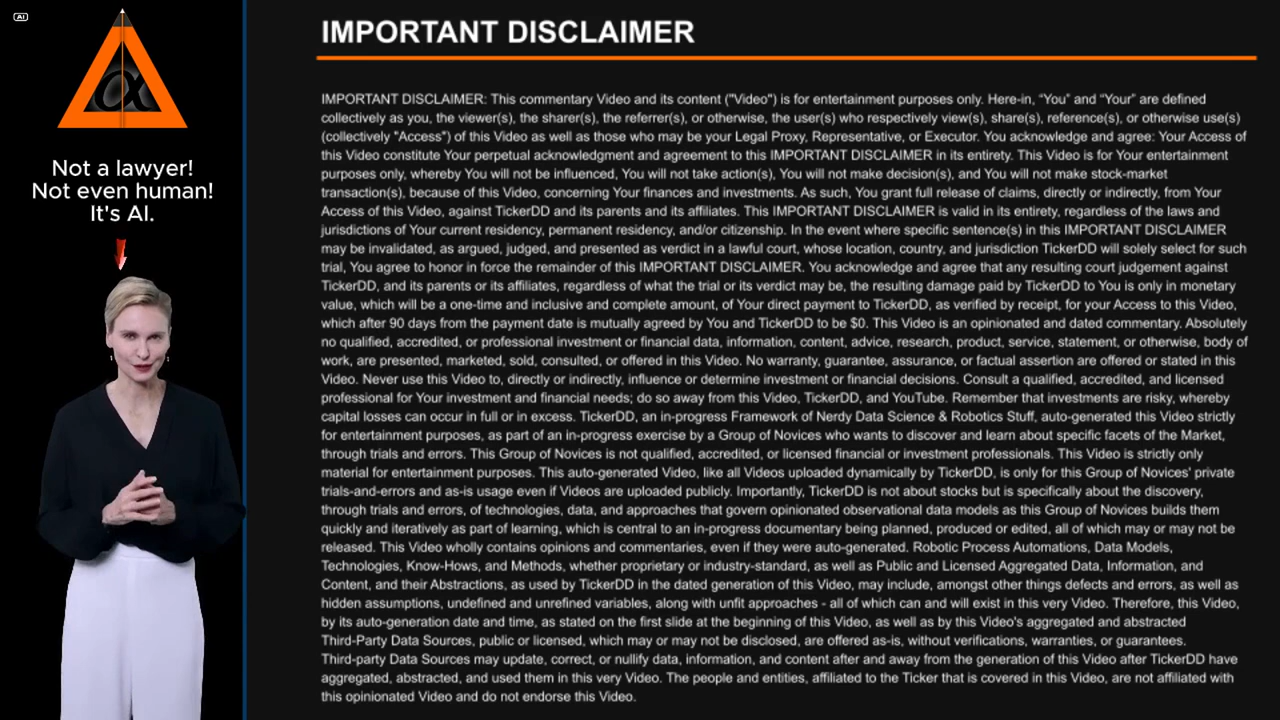 AI
IMPORTANT DISCLAIMER
α
Not a lawyer!
Not even human!
It's AI.
IMPORTANT DISCLAIMER: This commentary Video and its content ("Video") is for entertainment purposes only. Here-in, “You” and “Your” are defined
collectively as you, the viewer(s), the sharer(s), the referrer(s), or otherwise, the user(s) who respectively view(s), share(s), reference(s), or otherwise use(s)
(collectively "Access") of this Video as well as those who may be your Legal Proxy, Representative, or Executor. You acknowledge and agree: Your Access of
this Video constitute Your perpetual acknowledgment and agreement to this IMPORTANT DISCLAIMER in its entirety. This Video is for Your entertainment
purposes only, whereby You will not be influenced, You will not take action(s), You will not make decision(s), and You will not make stock-market
transaction(s), because of this Video, concerning Your finances and investments. As such, You grant full release of claims, directly or indirectly, from Your
Access of this Video, against TickerDD and its parents and its affiliates. This IMPORTANT DISCLAIMER is valid in its entirety, regardless of the laws and
jurisdictions of Your current residency, permanent residency, and/or citizenship. In the event where specific sentence(s) in this IMPORTANT DISCLAIMER
may be invalidated, as argued, judged, and presented as verdict in a lawful court, whose location, country, and jurisdiction TickerDD will solely select for such
trial, You agree to honor in force the remainder of this IMPORTANT DISCLAIMER. You acknowledge and agree that any resulting court judgement against
TickerDD, and its parents or its affiliates, regardless of what the trial or its verdict may be, the resulting damage paid by TickerDD to You is only in monetary
value, which will be a one-time and inclusive and complete amount, of Your direct payment to TickerDD, as verified by receipt, for your Access to this Video,
which after 90 days from the payment date is mutually agreed by You and TickerDD to be $0. This Video is an opinionated and dated commentary. Absolutely
no qualified, accredited, or professional investment or financial data, information, content, advice, research, product, service, statement, or otherwise, body of
work, are presented, marketed, sold, consulted, or offered in this Video. No warranty, guarantee, assurance, or factual assertion are offered or stated in this
Video. Never use this Video to, directly or indirectly, influence or determine investment or financial decisions. Consult a qualified, accredited, and licensed
professional for Your investment and financial needs; do so away from this Video, TickerDD, and YouTube. Remember that investments are risky, whereby
capital losses can occur in full or in excess. TickerDD, an in-progress Framework of Nerdy Data Science & Robotics Stuff, auto-generated this Video strictly
for entertainment purposes, as part of an in-progress exercise by a Group of Novices who wants to discover and learn about specific facets of the Market,
through trials and errors. This Group of Novices is not qualified, accredited, or licensed financial or investment professionals. This Video is strictly only
material for entertainment purposes. This auto-generated Video, like all Videos uploaded dynamically by TickerDD, is only for this Group of Novices' private
trials-and-errors and as-is usage even if Videos are uploaded publicly. Importantly, TickerDD is not about stocks but is specifically about the discovery,
through trials and errors, of technologies, data, and approaches that govern opinionated observational data models as this Group of Novices builds them
quickly and iteratively as part of learning, which is central to an in-progress documentary being planned, produced or edited, all of which may or may not be
released. This Video wholly contains opinions and commentaries, even if they were auto-generated. Robotic Process Automations, Data Models,
Technologies, Know-Hows, and Methods, whether proprietary or industry-standard, as well as Public and Licensed Aggregated Data, Information, and
Content, and their Abstractions, as used by TickerDD in the dated generation of this Video, may include, amongst other things defects and errors, as well as
hidden assumptions, undefined and unrefined variables, along with unfit approaches - all of which can and will exist in this very Video. Therefore, this Video,
by its auto-generation date and time, as stated on the first slide at the beginning of this Video, as well as by this Video's aggregated and abstracted
Third-Party Data Sources, public or licensed, which may or may not be disclosed, are offered as-is, without verifications, warranties, or guarantees.
Third-party Data Sources may update, correct, or nullify data, information, and content after and away from the generation of this Video after TickerDD have
aggregated, abstracted, and used them in this very Video. The people and entities, affiliated to the Ticker that is covered in this Video, are not affiliated with
this opinionated Video and do not endorse this Video.